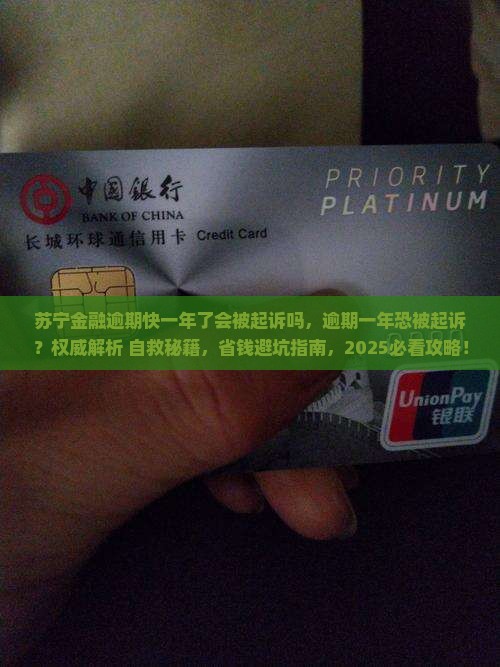 PRIORITY
PLATINUM
中國銀行
BANK OF CHINA
长城环球通信用卡 Credit Card
苏宁金融逾期快一年了会被起诉吗，逾期一年恐被起诉
？权威解析 自救秘籍，省钱避坑指南，2025必看攻略！
UnionPay
银联